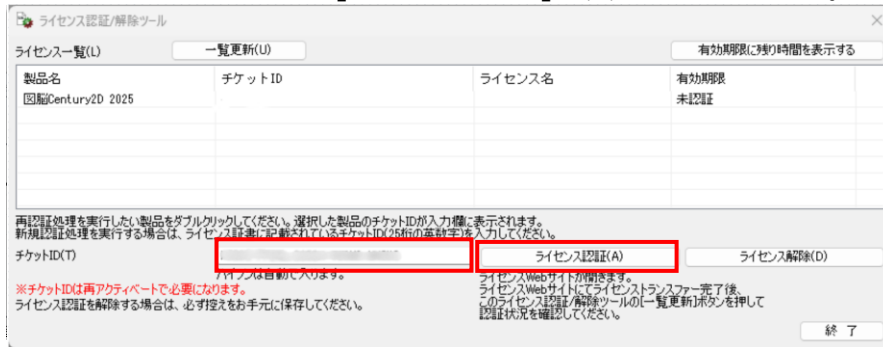 ライセンス認証/解除ツール
ライセンス一覧(L) 一覧更新(U) 有効期限に残り時間を表示する
製品名 チケットID ライセンス名 有効期限
図脳Century2D 2025 未認証
再認証処理を実行したい製品をダブルクリックしてください。選択した製品のチケットIDが入力欄に表示されます。
新規認証処理を実行する場合は、ライセンス証書に記載されているチケットID(25桁の英数字)を入力してください。
チケットID(T) ライセンス認証(A) ライセンス解除(D)
ハイフンは自動で入ります。 ライセンスWebサイトが開きます。
※チケットIDは再アクティベートで必要になります。 ライセンスWebサイトにてライセンストランスファー完了後、
ライセンス認証を解除する場合は、必ず控えをお手元に保存してください。 このライセンス認証/解除ツールの[一覧更新]ボタンを押して
認証状況を確認してください。
終 了